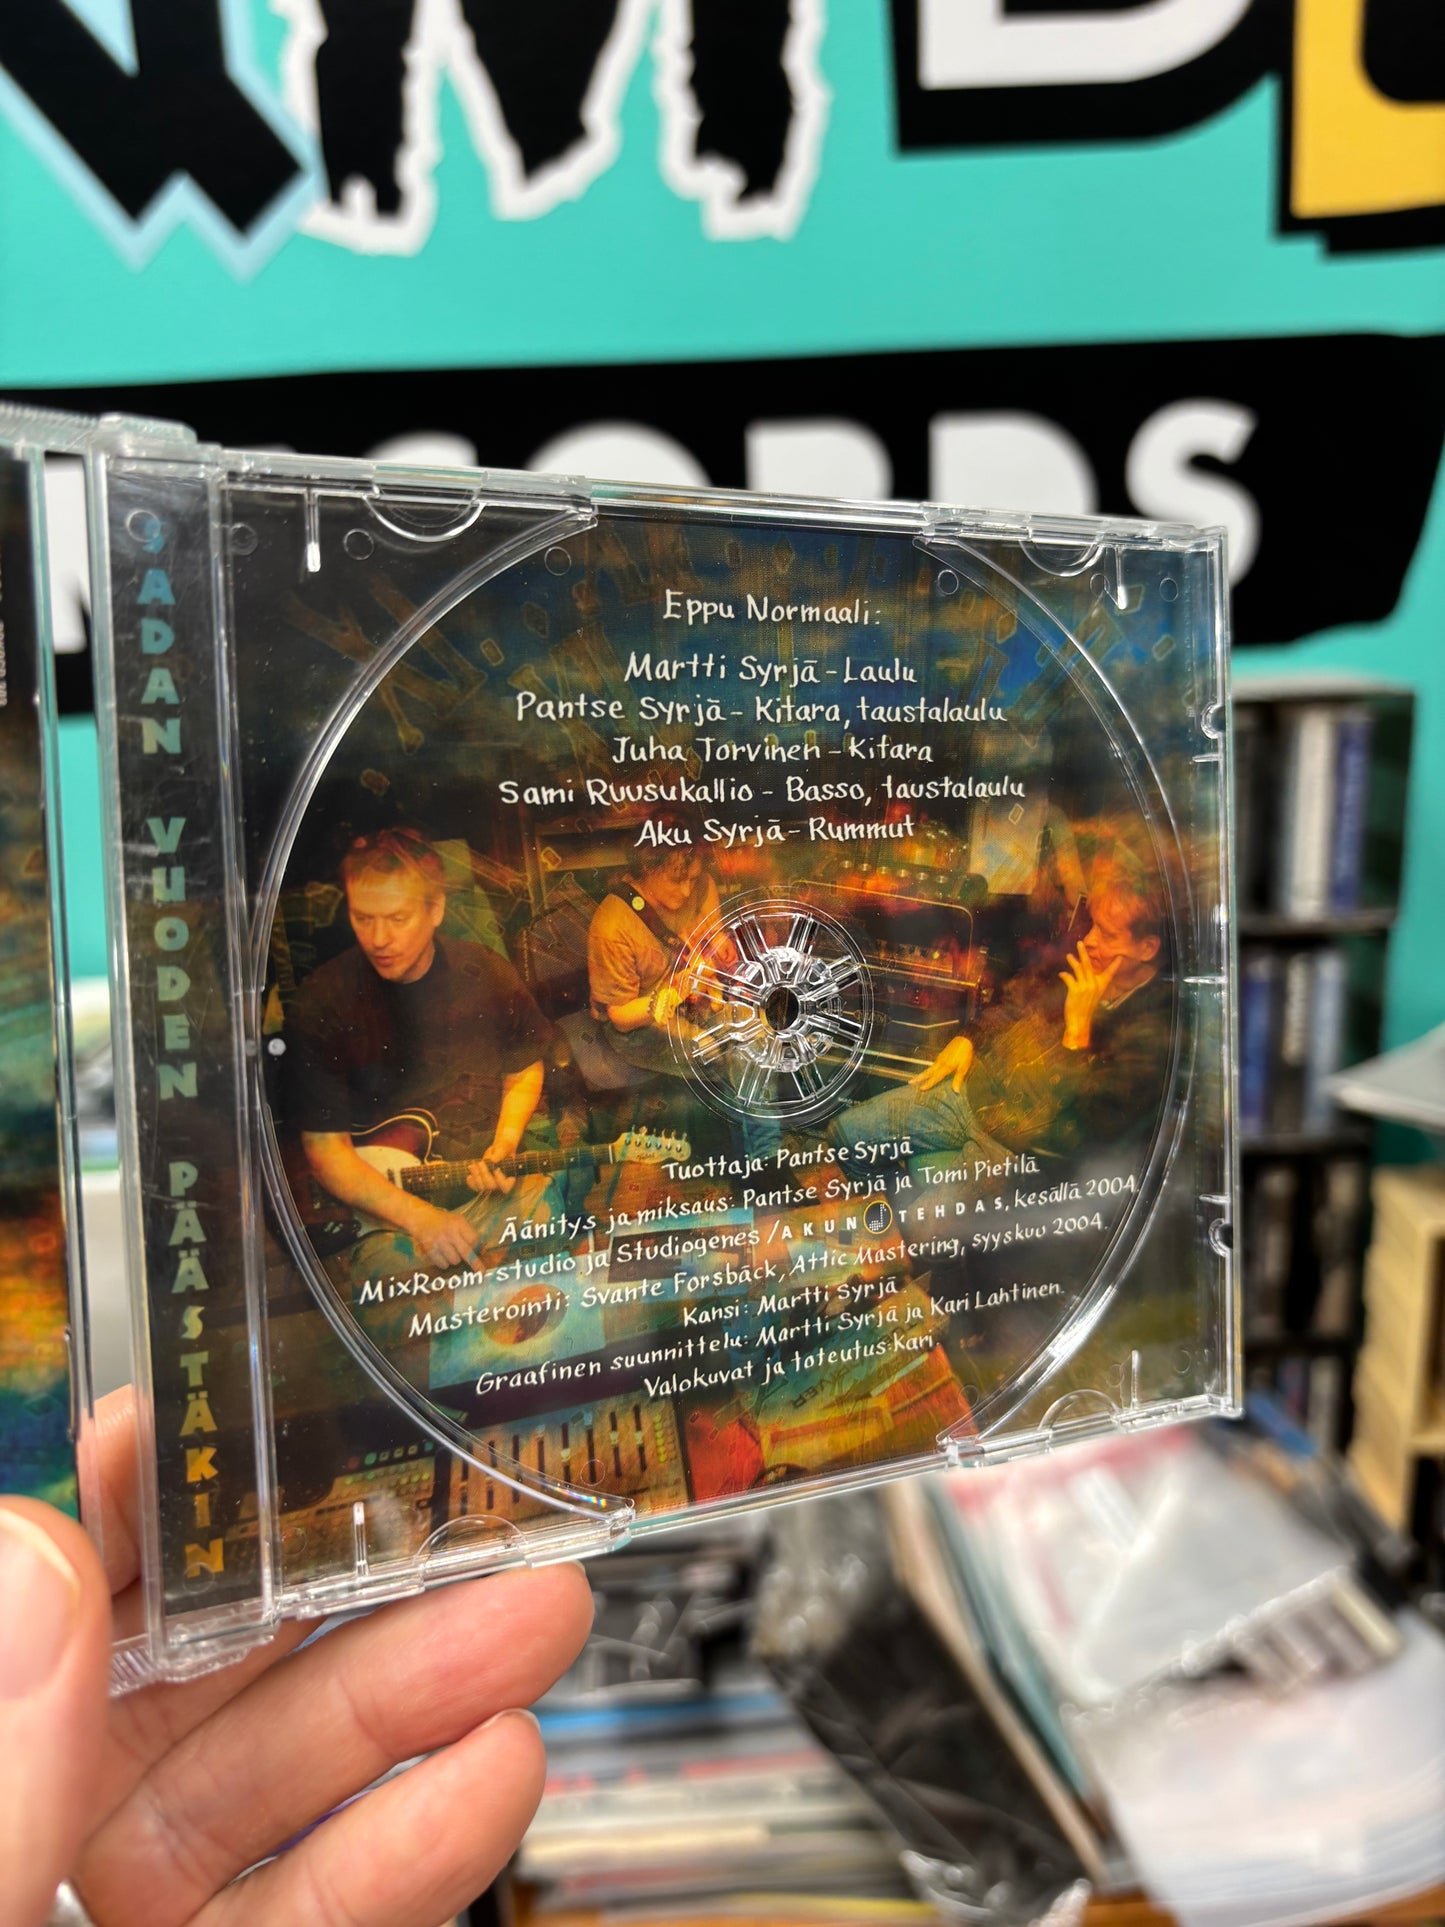 RECORDS
SADAN VUODEN PÄÄSTÄKIN
Eppu Normaali:
Martti Syrjä - Laulu
Pantse Syrjä - Kitara, taustalaulu
Juha Torvinen - Kitara
Sami Ruusukallio - Basso, taustalaulu
Aku Syrjä - Rummut
Tuottaja: Pantse Syrjä
Äänitys ja miksaus: Pantse Syrjä ja Tomi Pietilä
MixRoom-studio ja Studiogenes / AKUN TEHDAS, kesällä 2004.
Masterointi: Svante Forsbäck, Attic Mastering, syyskuu 2004.
Kansi: Martti Syrjä.
Graafinen suunnittelu: Martti Syrjä ja Kari Lahtinen.
Valokuvat ja toteutus: Kari.